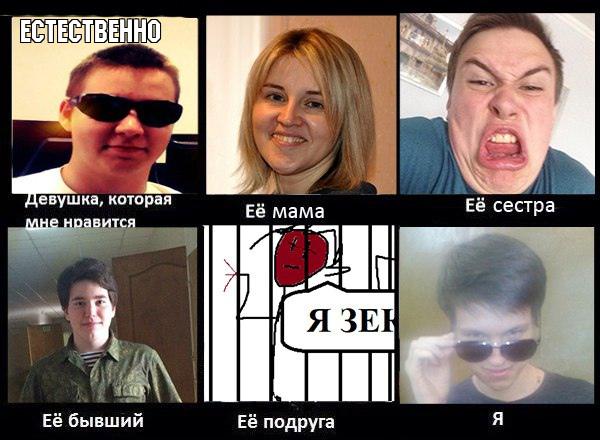 ЕСТЕСТВЕННО
Девушка, которая
мне нравится
Её мама
Её сестра
Я ЗЕК
Её бывший
Её подруга
Я